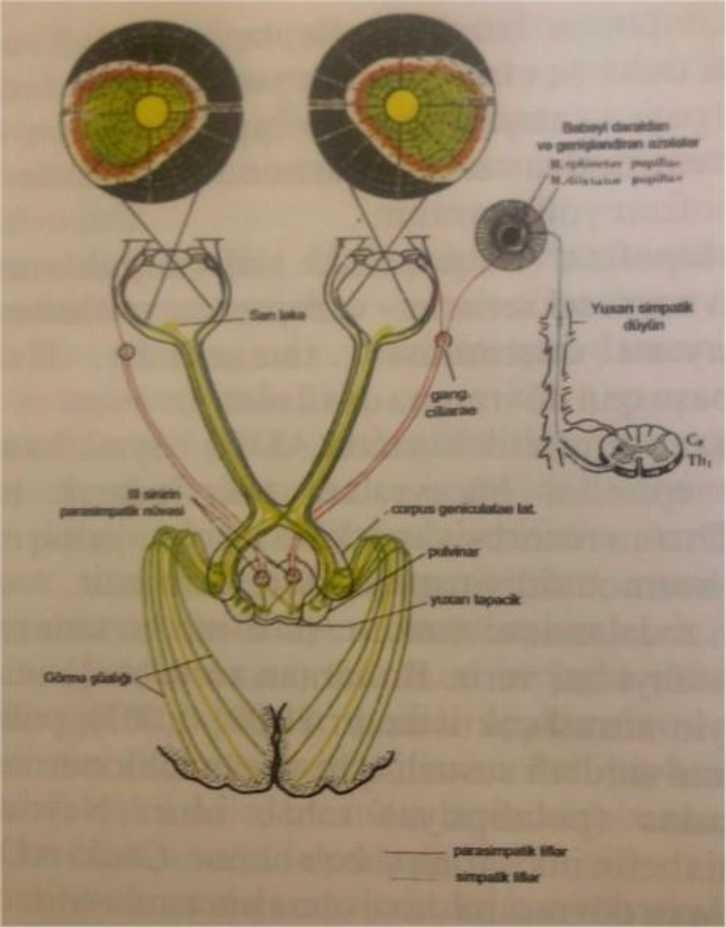 Bəbəyi daraldan
və genişləndirən əzələlər
M. sphincter pupillae
M. dilatator pupillae
Yuxarı simpatik
düyün
Sarı ləkə
gang.
ciliarae
C₈
Th₁
III sinirin
parasimpatik nüvəsi
corpus geniculatae lat.
pulvinar
yuxarı təpəcik
Görmə şüalığı
parasimpatik liflər
simpatik liflər